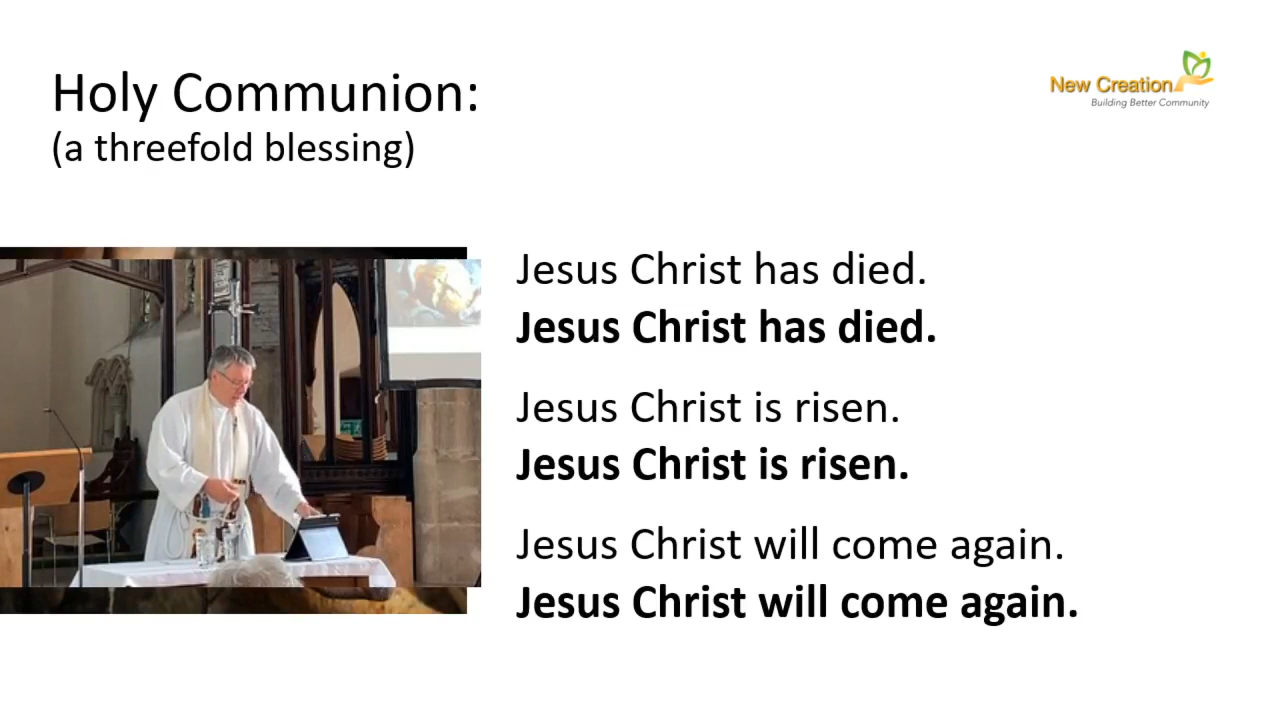 Holy Communion:
(a threefold blessing)
New Creation
Building Better Community
Jesus Christ has died.
Jesus Christ has died.
Jesus Christ is risen.
Jesus Christ is risen.
Jesus Christ will come again.
Jesus Christ will come again.